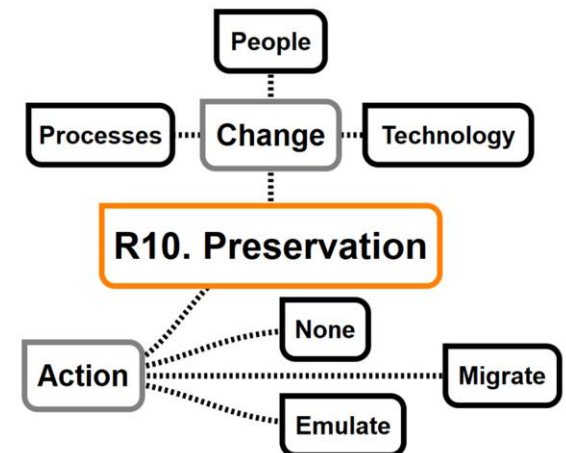 People
Processes
Change
Technology
R10. Preservation
None
Action
Migrate
Emulate